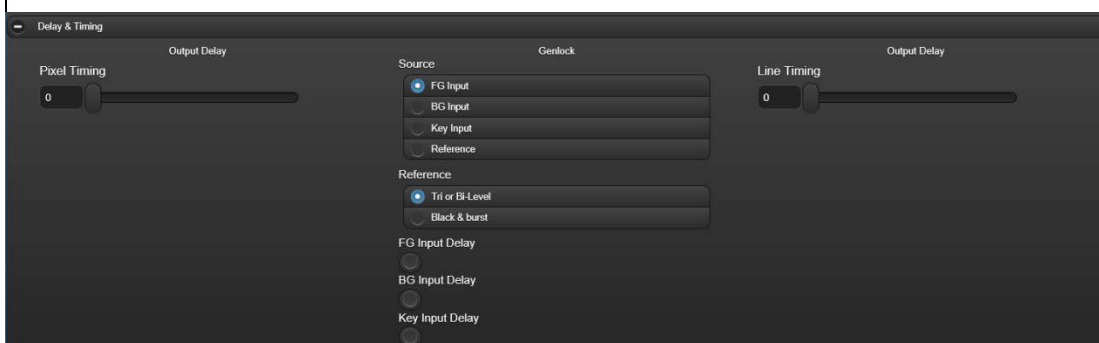 Delay & Timing
Output Delay
Pixel Timing
0
Genlock
Source
FG Input
BG Input
Key Input
Reference
Reference
Tri or Bi-Level
Black & burst
FG Input Delay
BG Input Delay
Key Input Delay
Output Delay
Line Timing
0